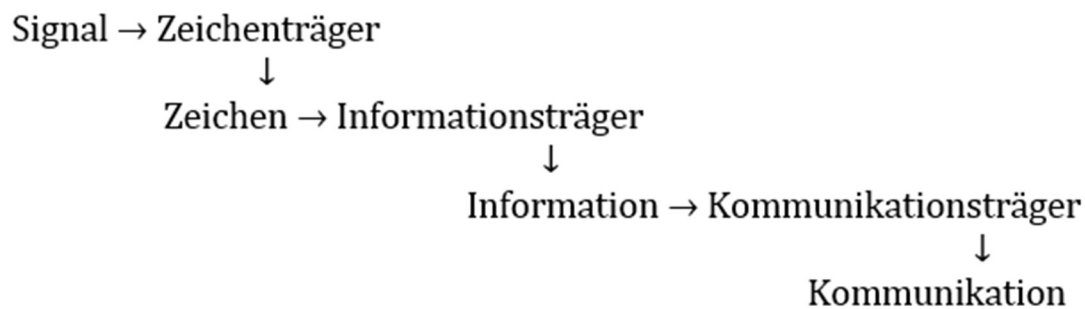 Signal → Zeichenträger
↓
Zeichen → Informationsträger
↓
Information → Kommunikationsträger
↓
Kommunikation